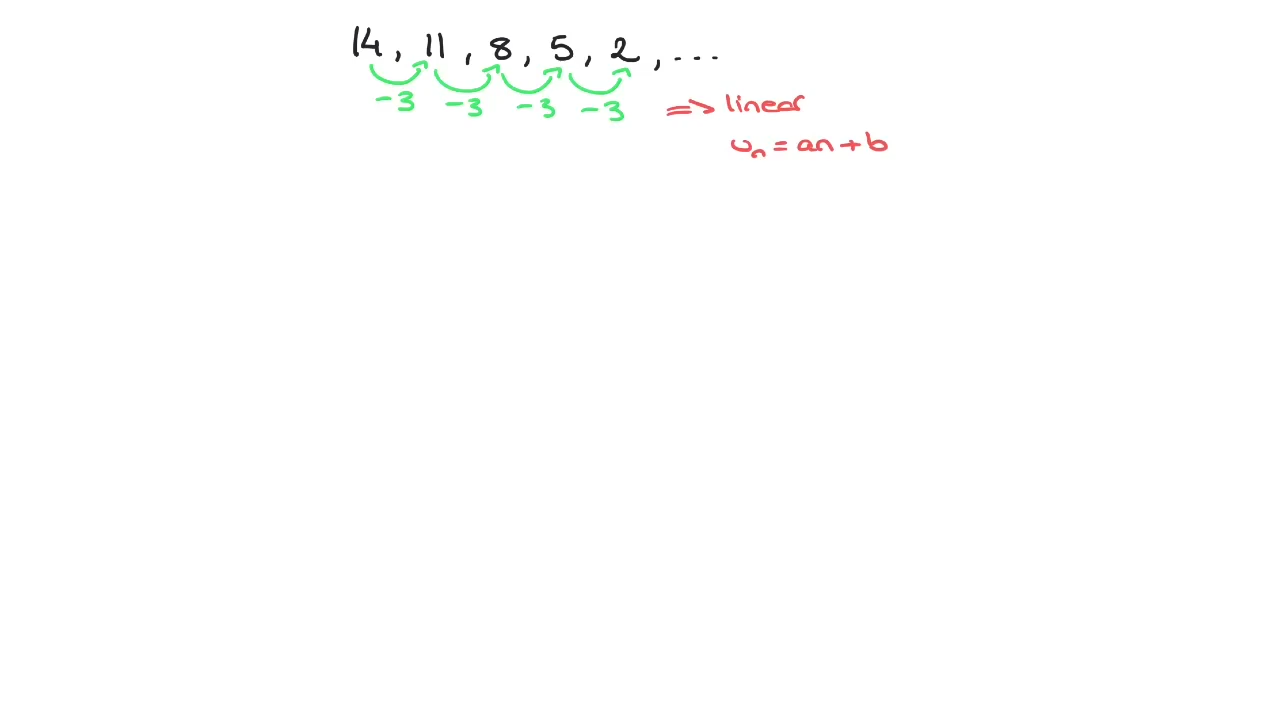 14, 11, 8, 5, 2, ...
-3 -3 -3 -3 => linear
uₙ = an + b